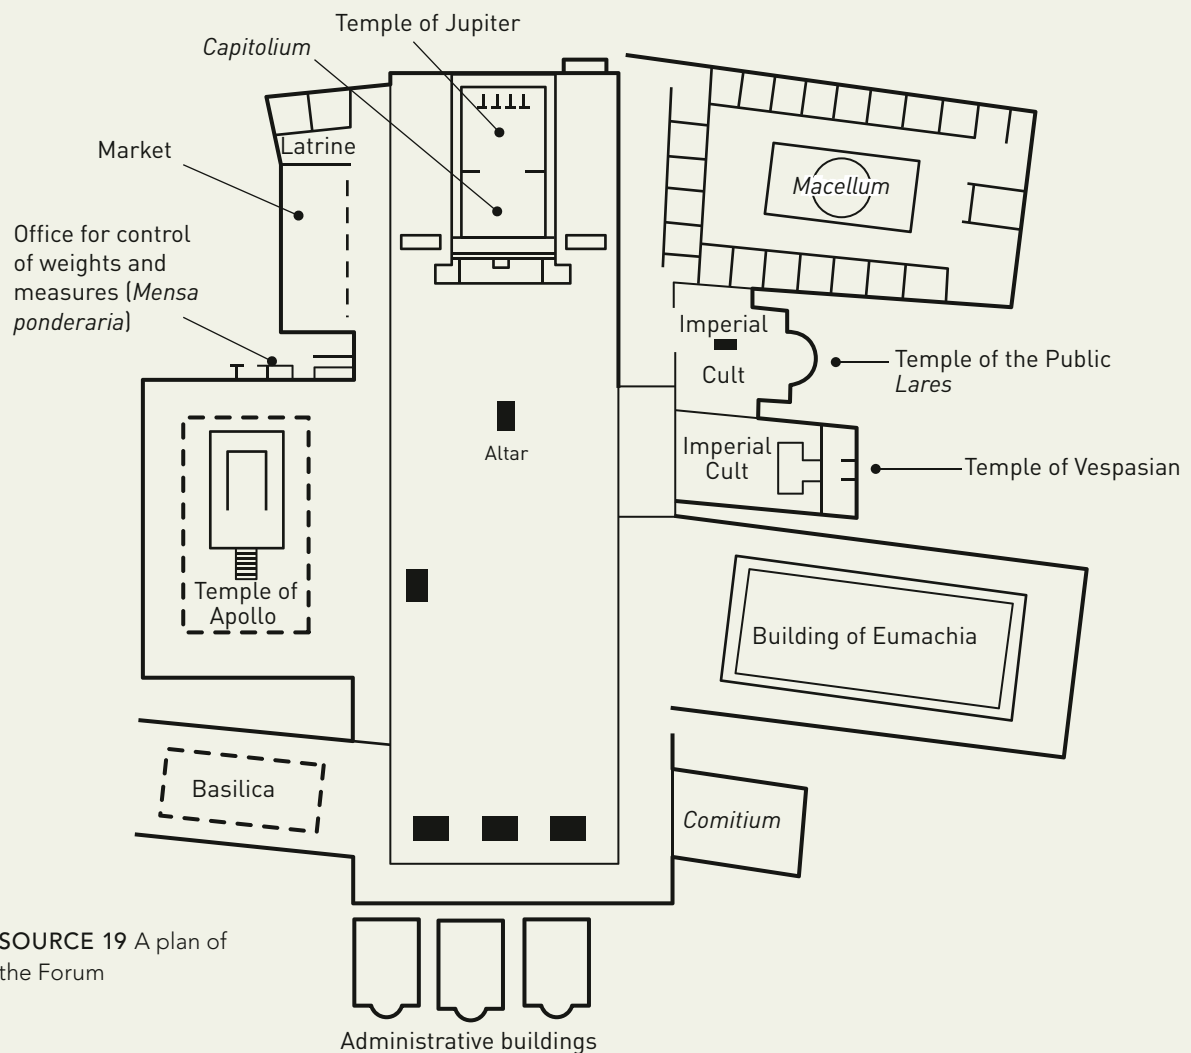 Temple of Jupiter
Capitolium
Market
Latrine
Macellum
Office for control
of weights and
measures (Mensa
ponderaria)
Imperial
Cult
Temple of the Public
Lares
Altar
Imperial
Cult
Temple of Vespasian
Temple of
Apollo
Building of Eumachia
Basilica
Comitium
SOURCE 19 A plan of
the Forum
Administrative buildings